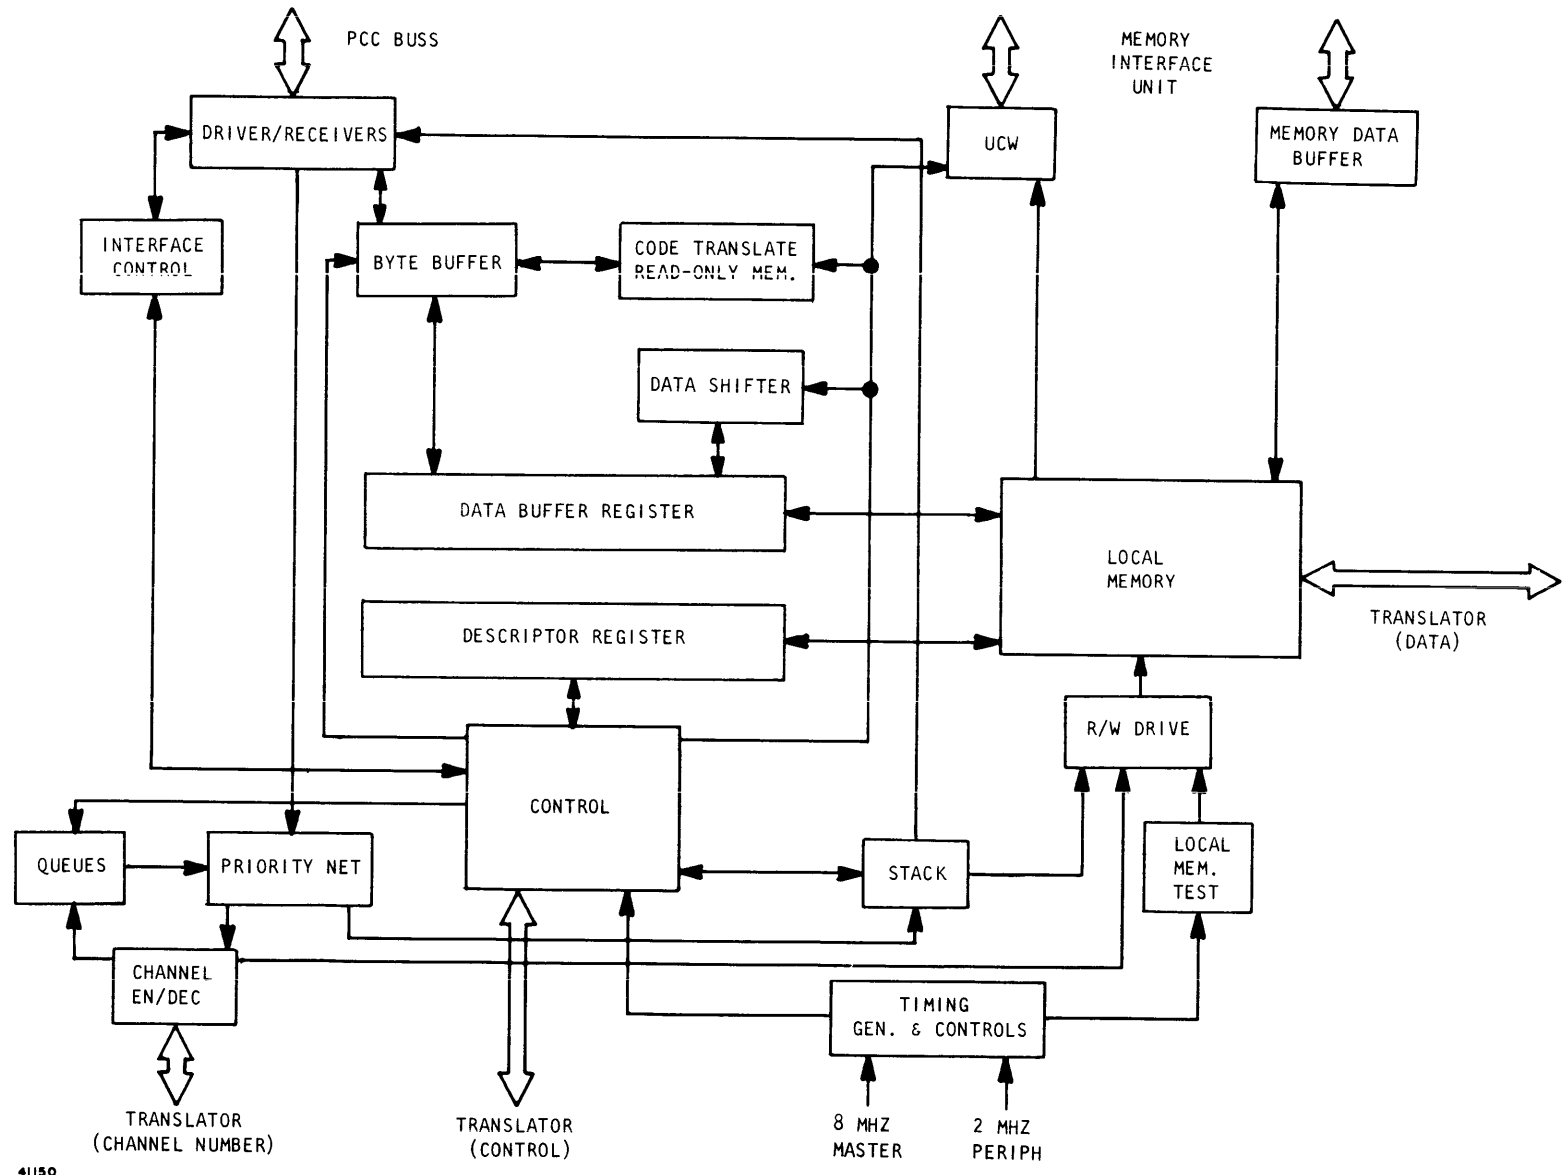 PCC BUSS
MEMORY
INTERFACE
UNIT
DRIVER/RECEIVERS
UCW
MEMORY DATA
BUFFER
INTERFACE
CONTROL
BYTE BUFFER
CODE TRANSLATE
READ-ONLY MEM.
DATA SHIFTER
DATA BUFFER REGISTER
LOCAL
MEMORY
TRANSLATOR
(DATA)
DESCRIPTOR REGISTER
R/W DRIVE
CONTROL
QUEUES
PRIORITY NET
STACK
LOCAL
MEM.
TEST
CHANNEL
EN/DEC
TIMING
GEN. & CONTROLS
TRANSLATOR
(CHANNEL NUMBER)
TRANSLATOR
(CONTROL)
8 MHZ
MASTER
2 MHZ
PERIPH
41150